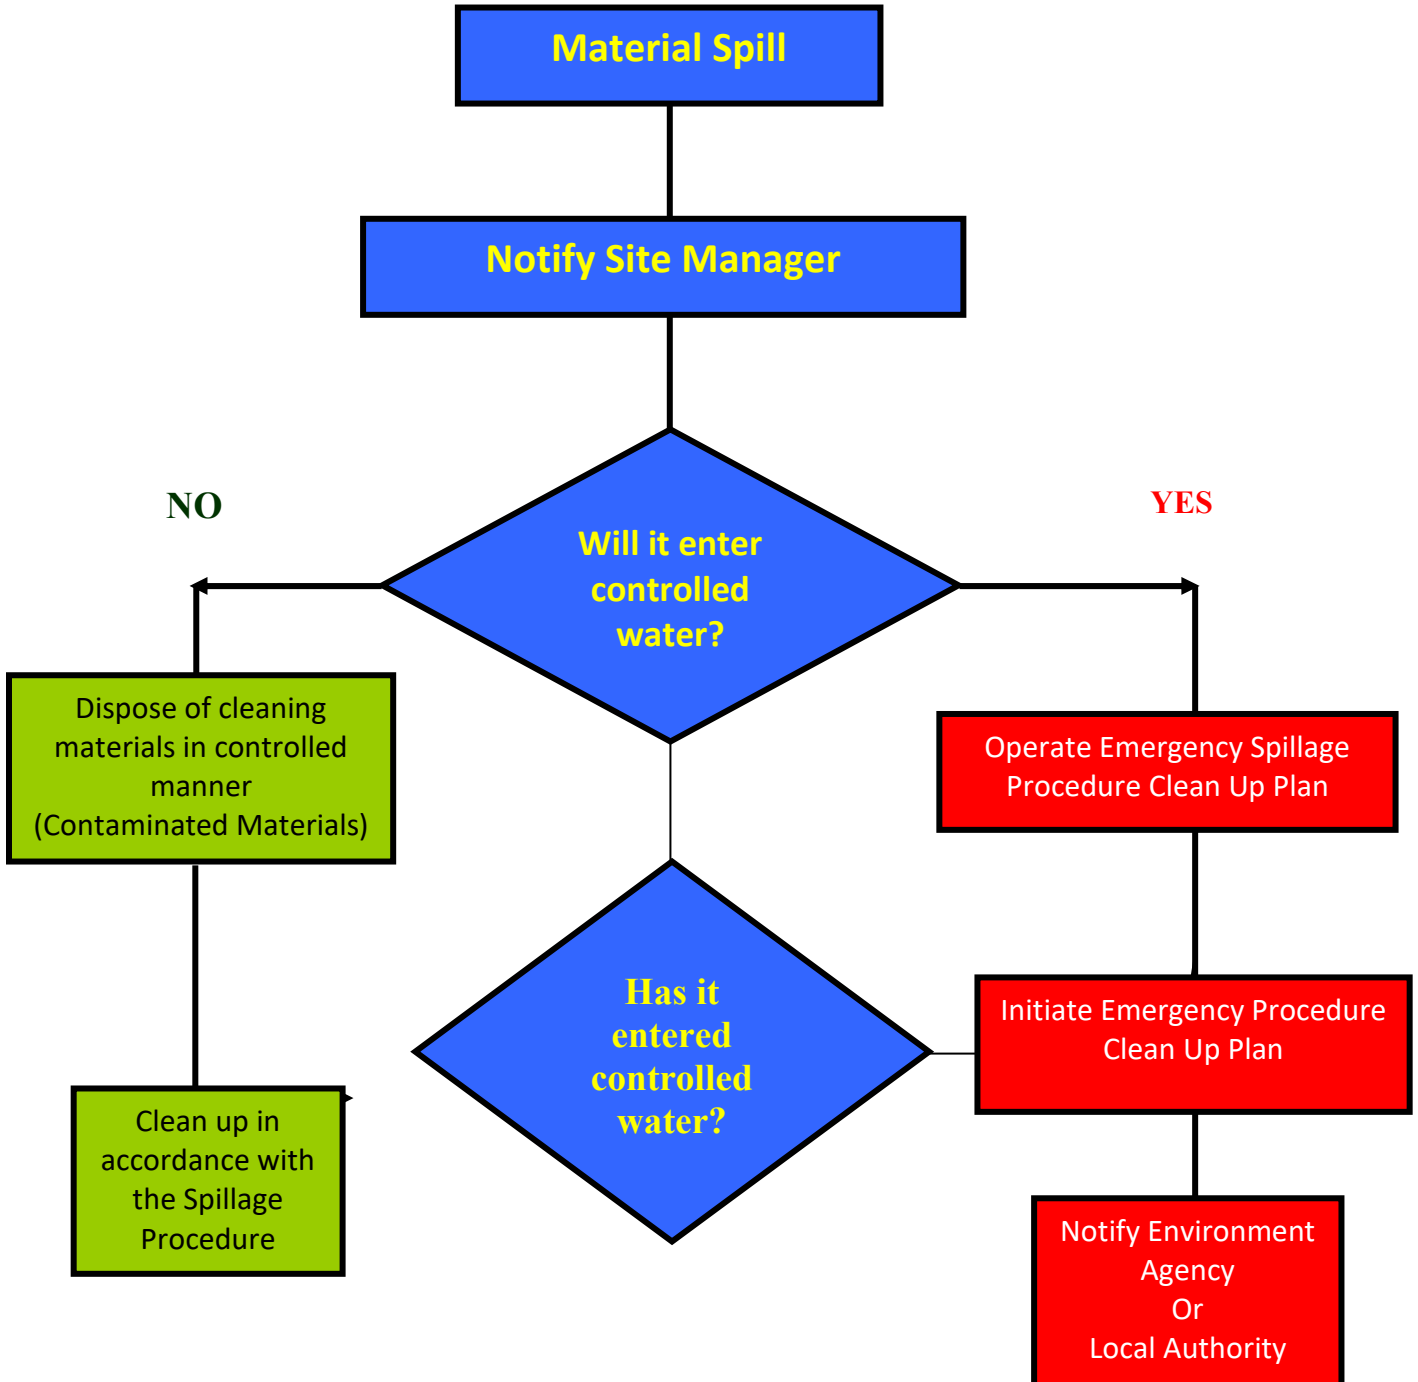 Material Spill
Notify Site Manager
NO
YES
Will it enter
controlled
water?
Dispose of cleaning
materials in controlled
manner
(Contaminated Materials)
Operate Emergency Spillage
Procedure Clean Up Plan
Has it
entered
controlled
water?
Initiate Emergency Procedure
Clean Up Plan
Clean up in
accordance with
the Spillage
Procedure
Notify Environment
Agency
Or
Local Authority